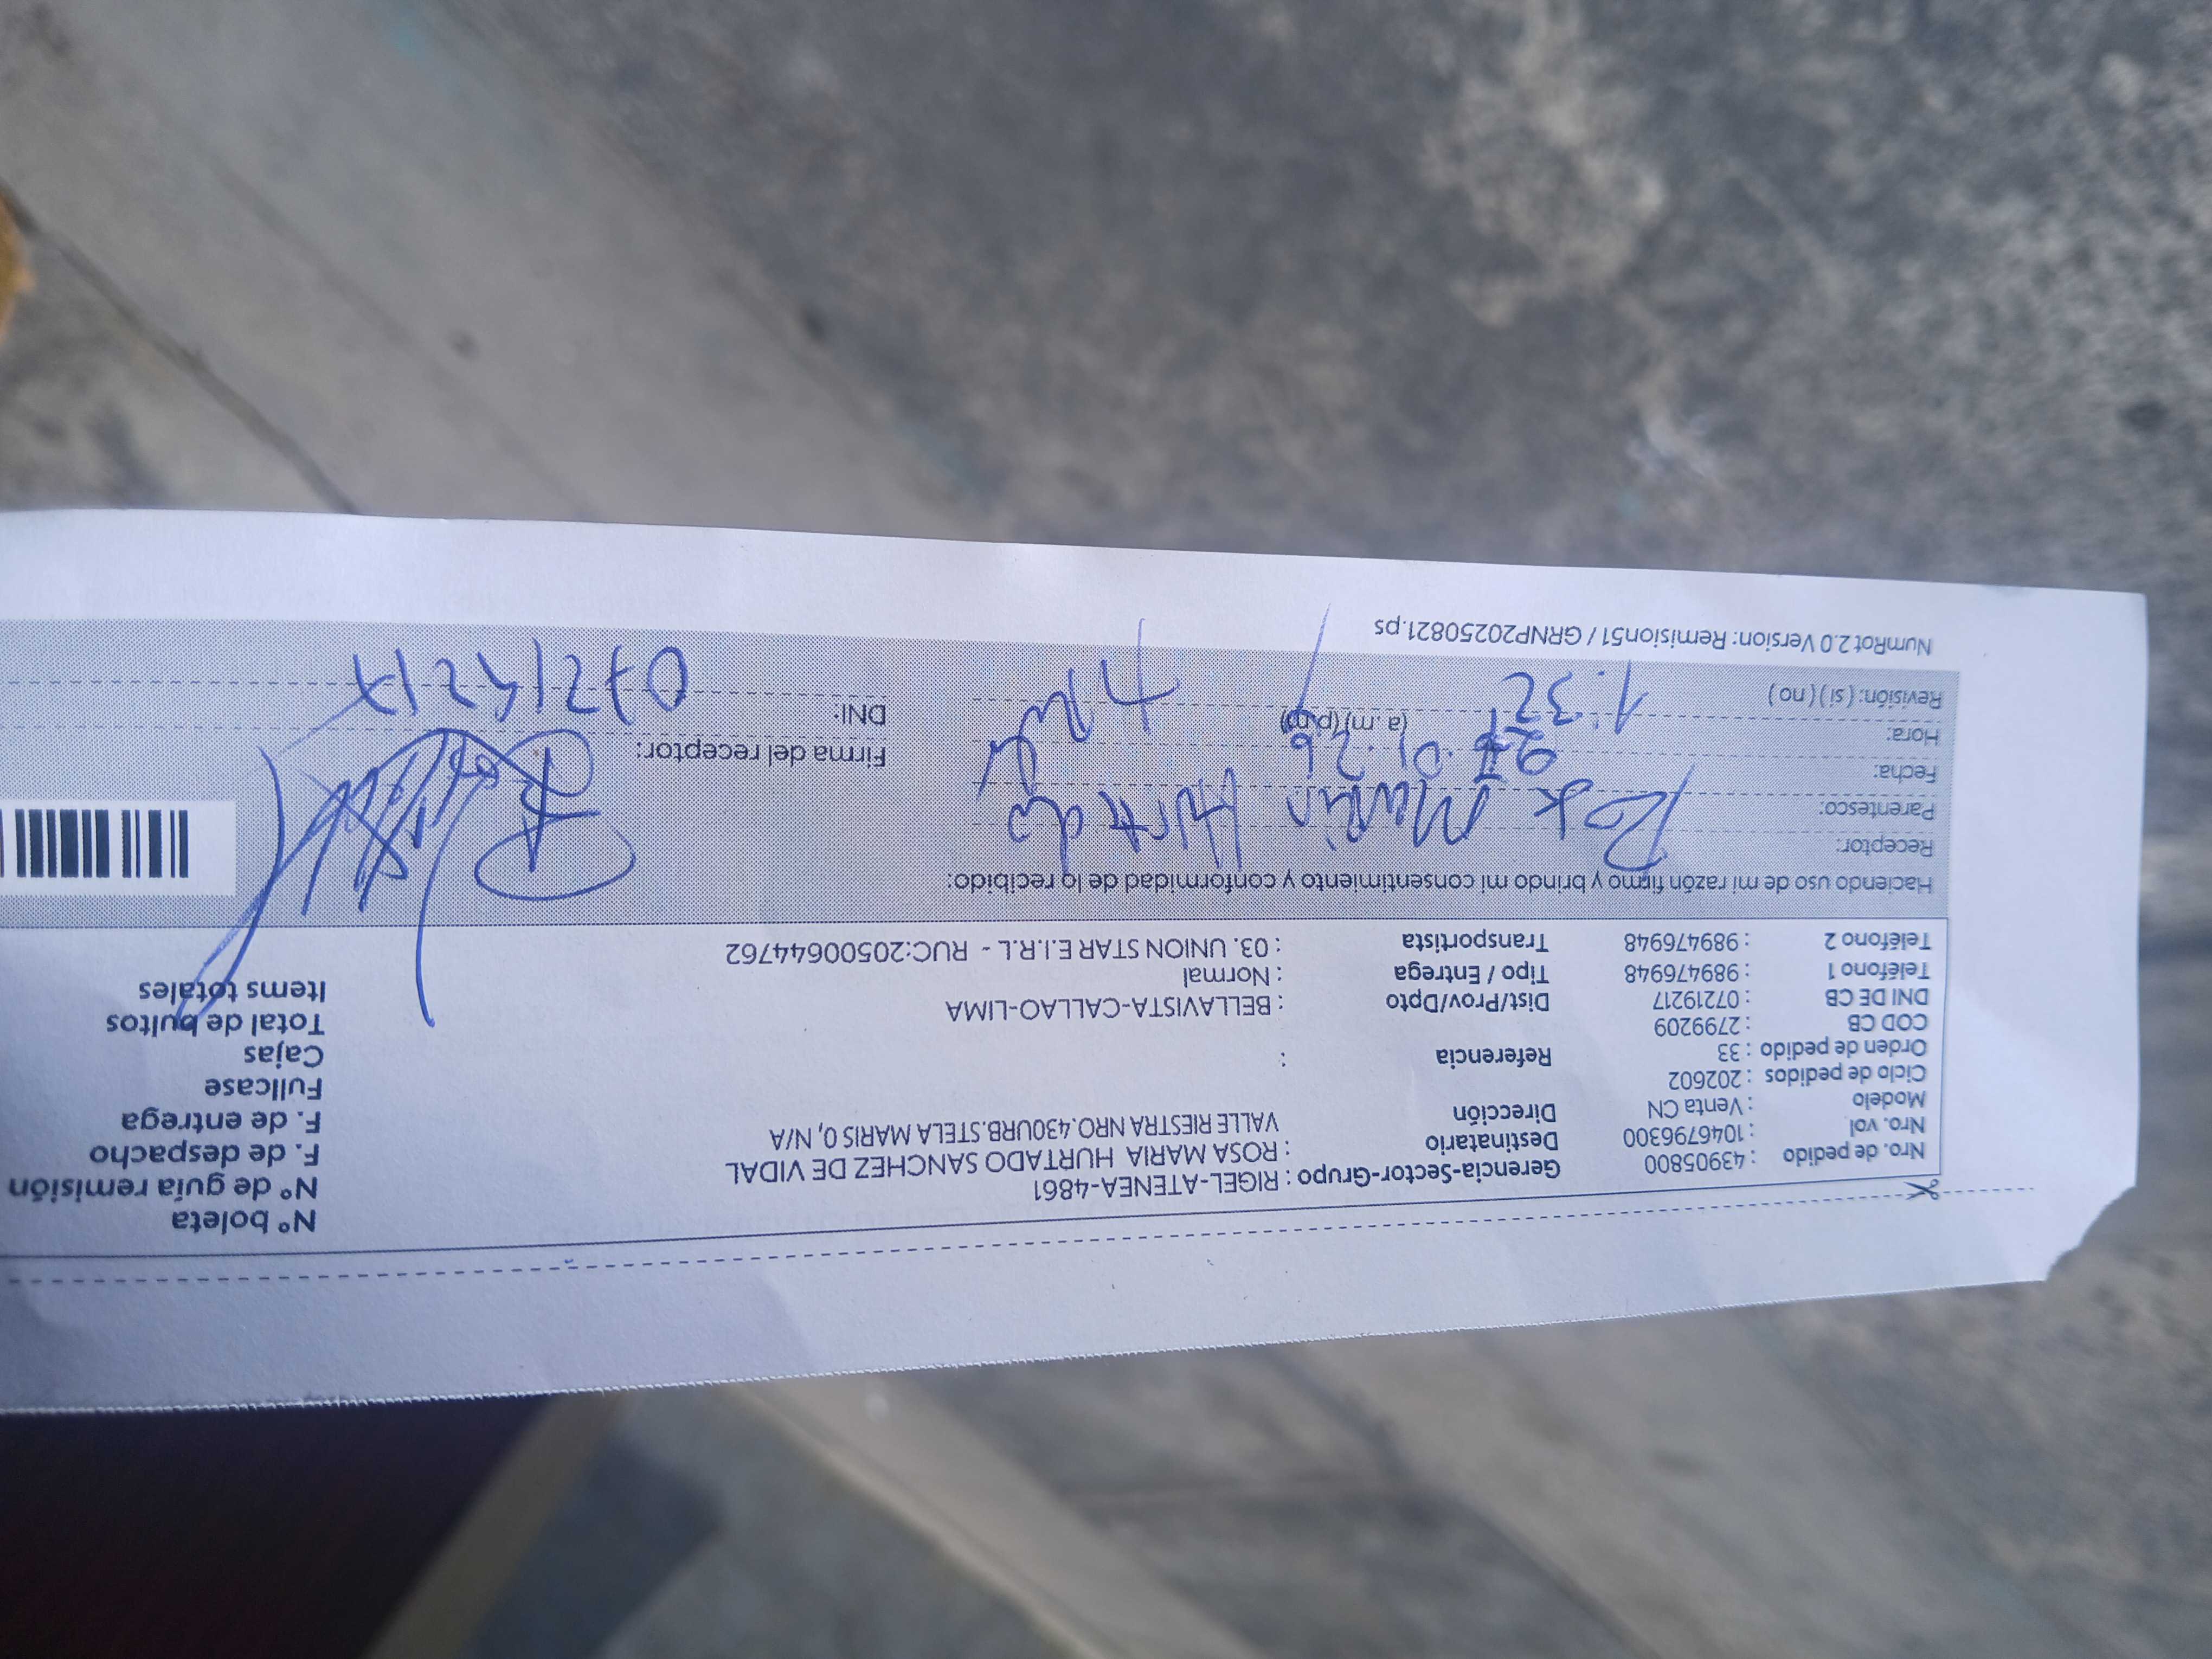 Nro. de pedido : 43905800 Gerencia-Sector-Grupo : RIGEL-ATENEA-4861 N° boleta
Nro. vol : 1046796300 Destinatario : ROSA MARIA HURTADO SANCHEZ DE VIDAL N° de guía remisión
Modelo : Venta CN Dirección VALLE RIESTRA NRO.430URB.STELA MARIS 0, N/A F. de despacho
Ciclo de pedidos : 202602 F. de entrega
Orden de pedido : 33 Referencia : Fullcase
COD CB : 2799209 Cajas
DNI DE CB : 07219217 Dist/Prov/Dpto : BELLAVISTA-CALLAO-LIMA Total de bultos
Teléfono 1 : 989476948 Tipo / Entrega : Normal Items totales
Teléfono 2 : 989476948 Transportista : 03. UNION STAR E.I.R.L - RUC:20500644762
Haciendo uso de mi razón firmo y brindo mi consentimiento y conformidad de lo recibido:
Receptor: Maria Hurtado
Parentesco:
Fecha: 01.26 Firma del receptor:
Hora: 1:32 (a. m) (p.m) DNI:
Revisión: ( si ) ( no )
NumRot 2.0 Version: Remision51 / GRNP20250821.ps